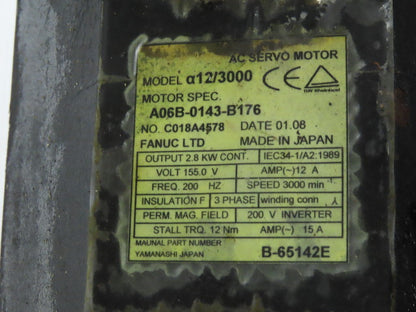 AC SERVO MOTOR
MODEL α12/3000
CE
TÜV Rheinland
MOTOR SPEC.
A06B-0143-B176
NO. C018A4578 DATE 01.08
FANUC LTD MADE IN JAPAN
OUTPUT 2.8 KW CONT. IEC34-1/A2:1989
VOLT 155.0 V AMP(~)12 A
FREQ. 200 HZ SPEED 3000 min
INSULATION F 3 PHASE winding conn Y
PERM. MAG. FIELD 200 V INVERTER
STALL TRQ. 12 Nm AMP(~) 15 A
MAUNAL PART NUMBER
YAMANASHI JAPAN B-65142E